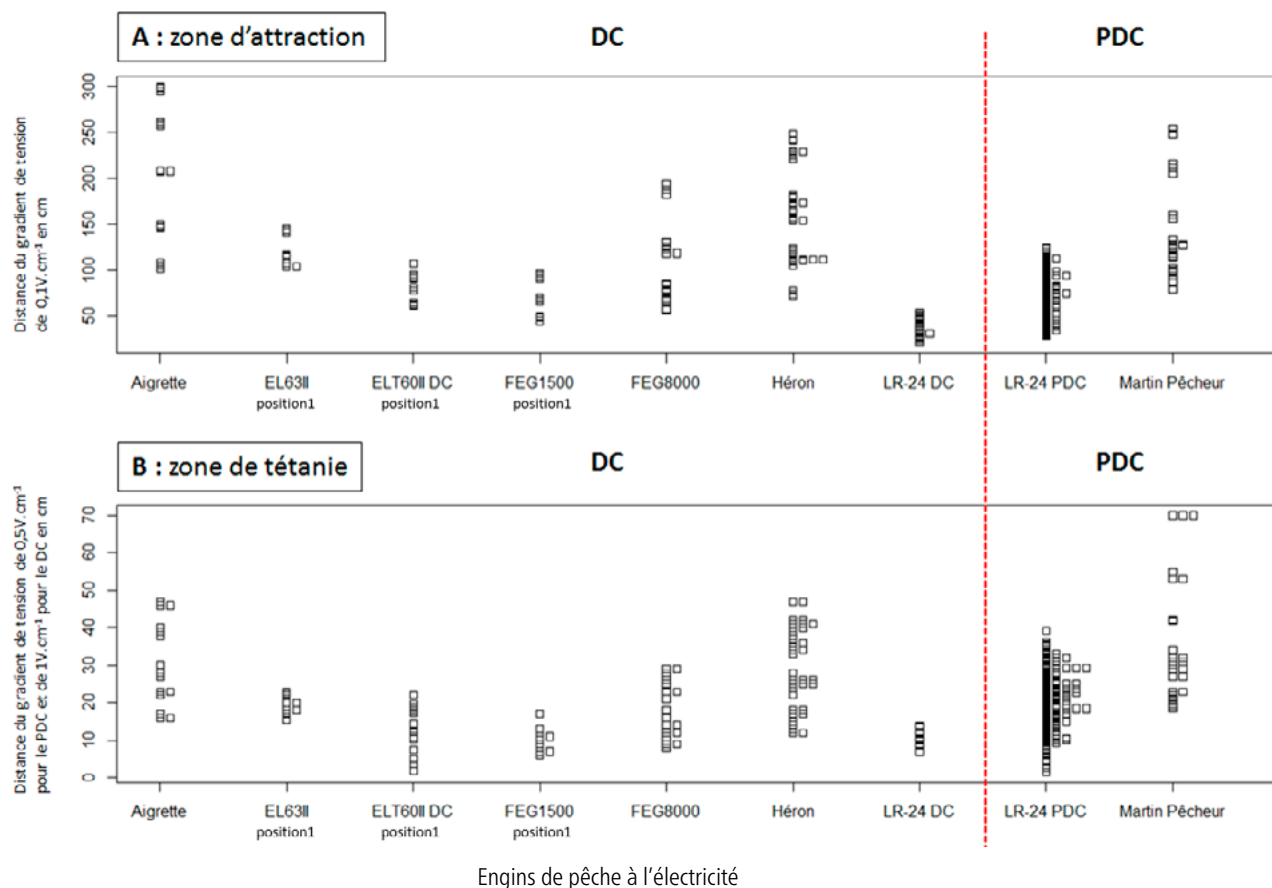 A : zone d'attraction
DC
PDC
Distance du gradient de tension
de 0,1V.cm⁻¹ en cm
300
250
200
150
100
50
Aigrette
EL63II
position1
ELT60II DC
position1
FEG1500
position1
FEG8000
Héron
LR-24 DC
LR-24 PDC
Martin Pêcheur
B : zone de tétanie
DC
PDC
Distance du gradient de tension de 0,5V.cm⁻¹
pour le PDC et de 1V.cm⁻¹ pour le DC en cm
70
60
50
40
30
20
10
0
Aigrette
EL63II
position1
ELT60II DC
position1
FEG1500
position1
FEG8000
Héron
LR-24 DC
LR-24 PDC
Martin Pêcheur
Engins de pêche à l'électricité